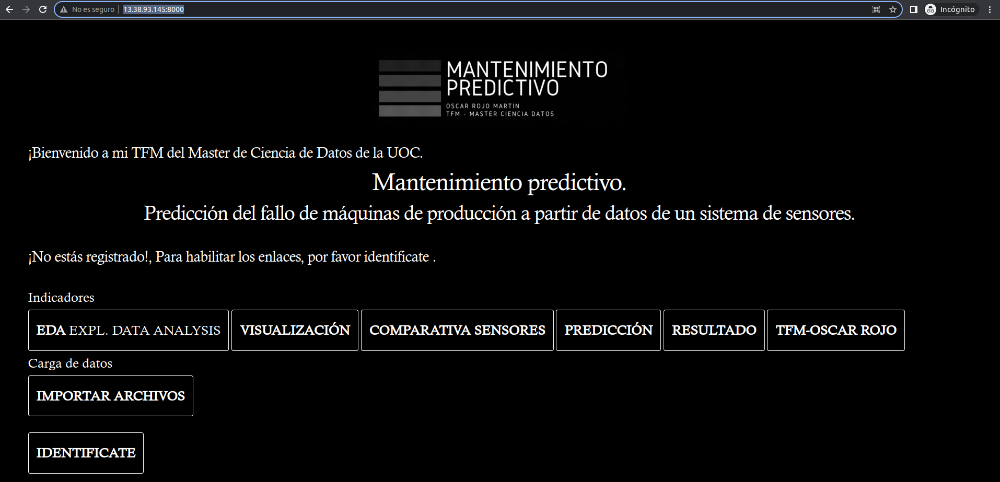 No es seguro | 13.38.93.145:8000
Incógnito
MANTENIMIENTO
PREDICTIVO
OSCAR ROJO MARTIN
TFM - MASTER CIENCIA DATOS
¡Bienvenido a mi TFM del Master de Ciencia de Datos de la UOC.
Mantenimiento predictivo.
Predicción del fallo de máquinas de producción a partir de datos de un sistema de sensores.
¡No estás registrado!, Para habilitar los enlaces, por favor identificate .
Indicadores
EDA EXPL. DATA ANALYSIS VISUALIZACIÓN COMPARATIVA SENSORES PREDICCIÓN RESULTADO TFM-OSCAR ROJO
Carga de datos
IMPORTAR ARCHIVOS
IDENTIFICATE